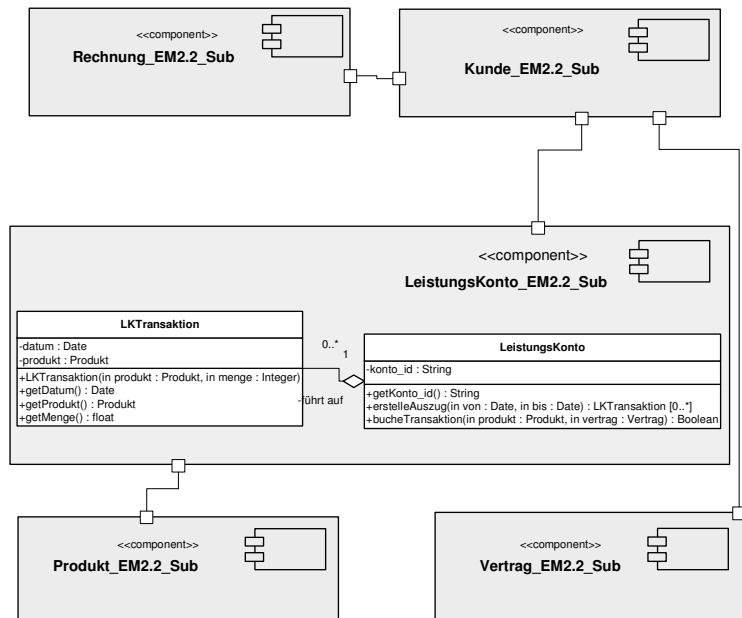 <<component>>
Rechnung_EM2.2_Sub
<<component>>
Kunde_EM2.2_Sub
<<component>>
LeistungsKonto_EM2.2_Sub
LKTransaktion
-datum : Date
-produkt : Produkt
+LKTransaktion(in produkt : Produkt, in menge : Integer)
+getDatum() : Date
+getProdukt() : Produkt
+getMenge() : float
0..*
1
-führt auf
LeistungsKonto
-konto_id : String
+getKonto_id() : String
+erstelleAuszug(in von : Date, in bis : Date) : LKTransaktion [0..*]
+bucheTransaktion(in produkt : Produkt, in vertrag : Vertrag) : Boolean
<<component>>
Produkt_EM2.2_Sub
<<component>>
Vertrag_EM2.2_Sub